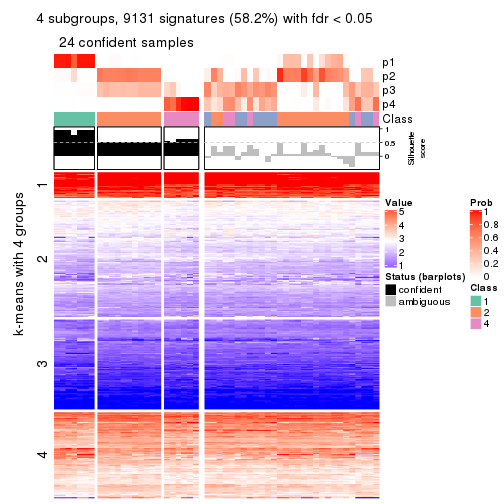 4 subgroups, 9131 signatures (58.2%) with fdr < 0.05
24 confident samples
p1
p2
p3
p4
Class
1
0.5
0
Silhouette
score
k-means with 4 groups
1
2
3
4
Value
5
4
3
2
1
Status (barplots)
confident
ambiguous
Prob
1
0.8
0.6
0.4
0.2
0
Class
1
2
4